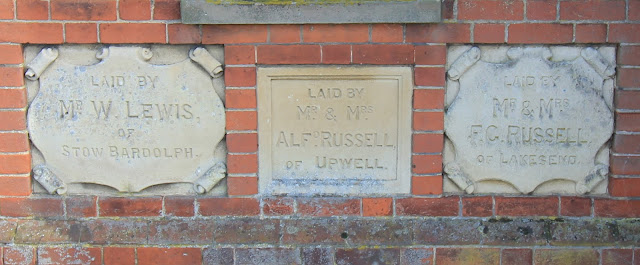 LAID BY
Mr W. LEWIS.
OF
STOW BARDOLPH.
LAID BY
Mr & Mrs
ALFd RUSSELL
OF UPWELL.
LAID BY
Mr & Mrs
F.C. RUSSELL
OF LAKESEND.